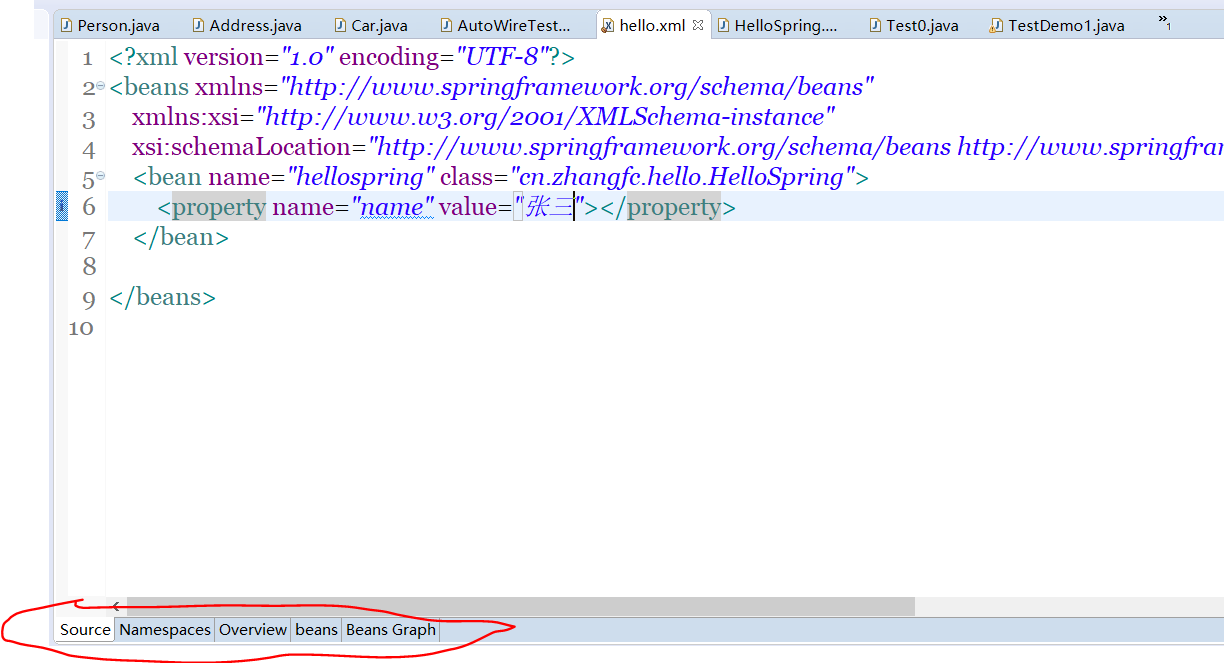 Person.java Address.java Car.java AutoWireTest... hello.xml HelloSpring.... Test0.java TestDemo1.java »1
1 <?xml version="1.0" encoding="UTF-8"?>
2 <beans xmlns="http://www.springframework.org/schema/beans"
3 xmlns:xsi="http://www.w3.org/2001/XMLSchema-instance"
4 xsi:schemaLocation="http://www.springframework.org/schema/beans http://www.springfra
5 <bean name="hellospring" class="cn.zhangfc.hello.HelloSpring">
6 <property name="name" value="张三"></property>
7 </bean>
8
9 </beans>
10
Source Namespaces Overview beans Beans Graph